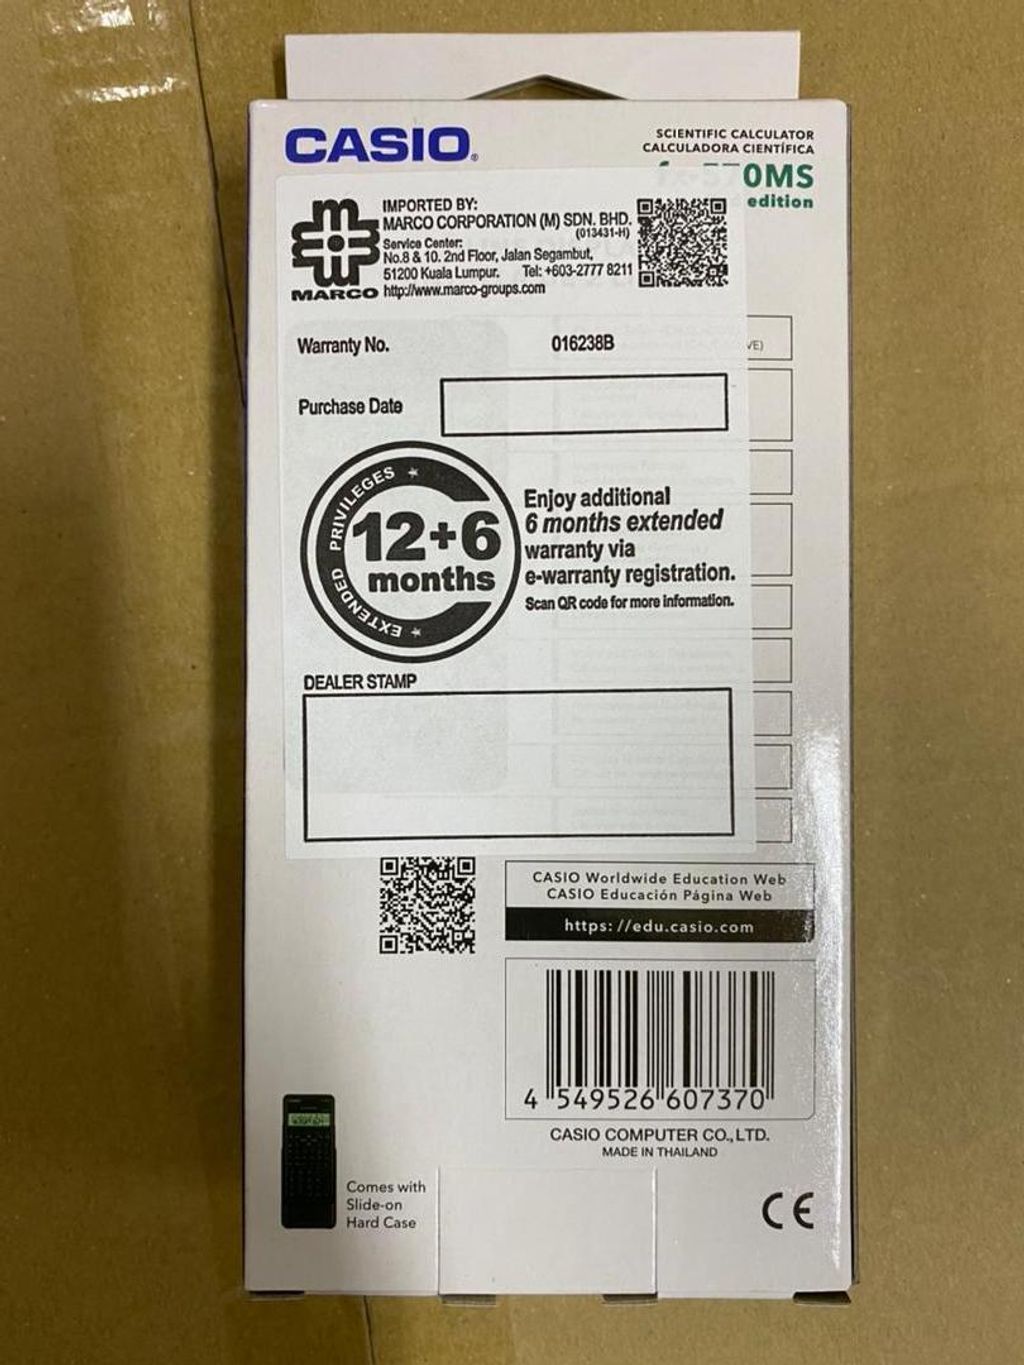 CASIO®
SCIENTIFIC CALCULATOR
CALCULADORA CIENTÍFICA
fx-570MS
edition
IMPORTED BY:
MARCO CORPORATION (M) SDN. BHD.
(013431-H)
Service Center:
No.8 & 10. 2nd Floor, Jalan Segambut,
51200 Kuala Lumpur. Tel: +603-2777 8211
MARCO http://www.marco-groups.com
Warranty No. 016238B
VE)
Purchase Date
EXTENDED PRIVILEGES
12+6
months
Enjoy additional
6 months extended
warranty via
e-warranty registration.
Scan QR code for more information.
DEALER STAMP
CASIO Worldwide Education Web
CASIO Educación Página Web
https://edu.casio.com
4 549526 607370
CASIO COMPUTER CO., LTD.
MADE IN THAILAND
Comes with
Slide-on
Hard Case
CE